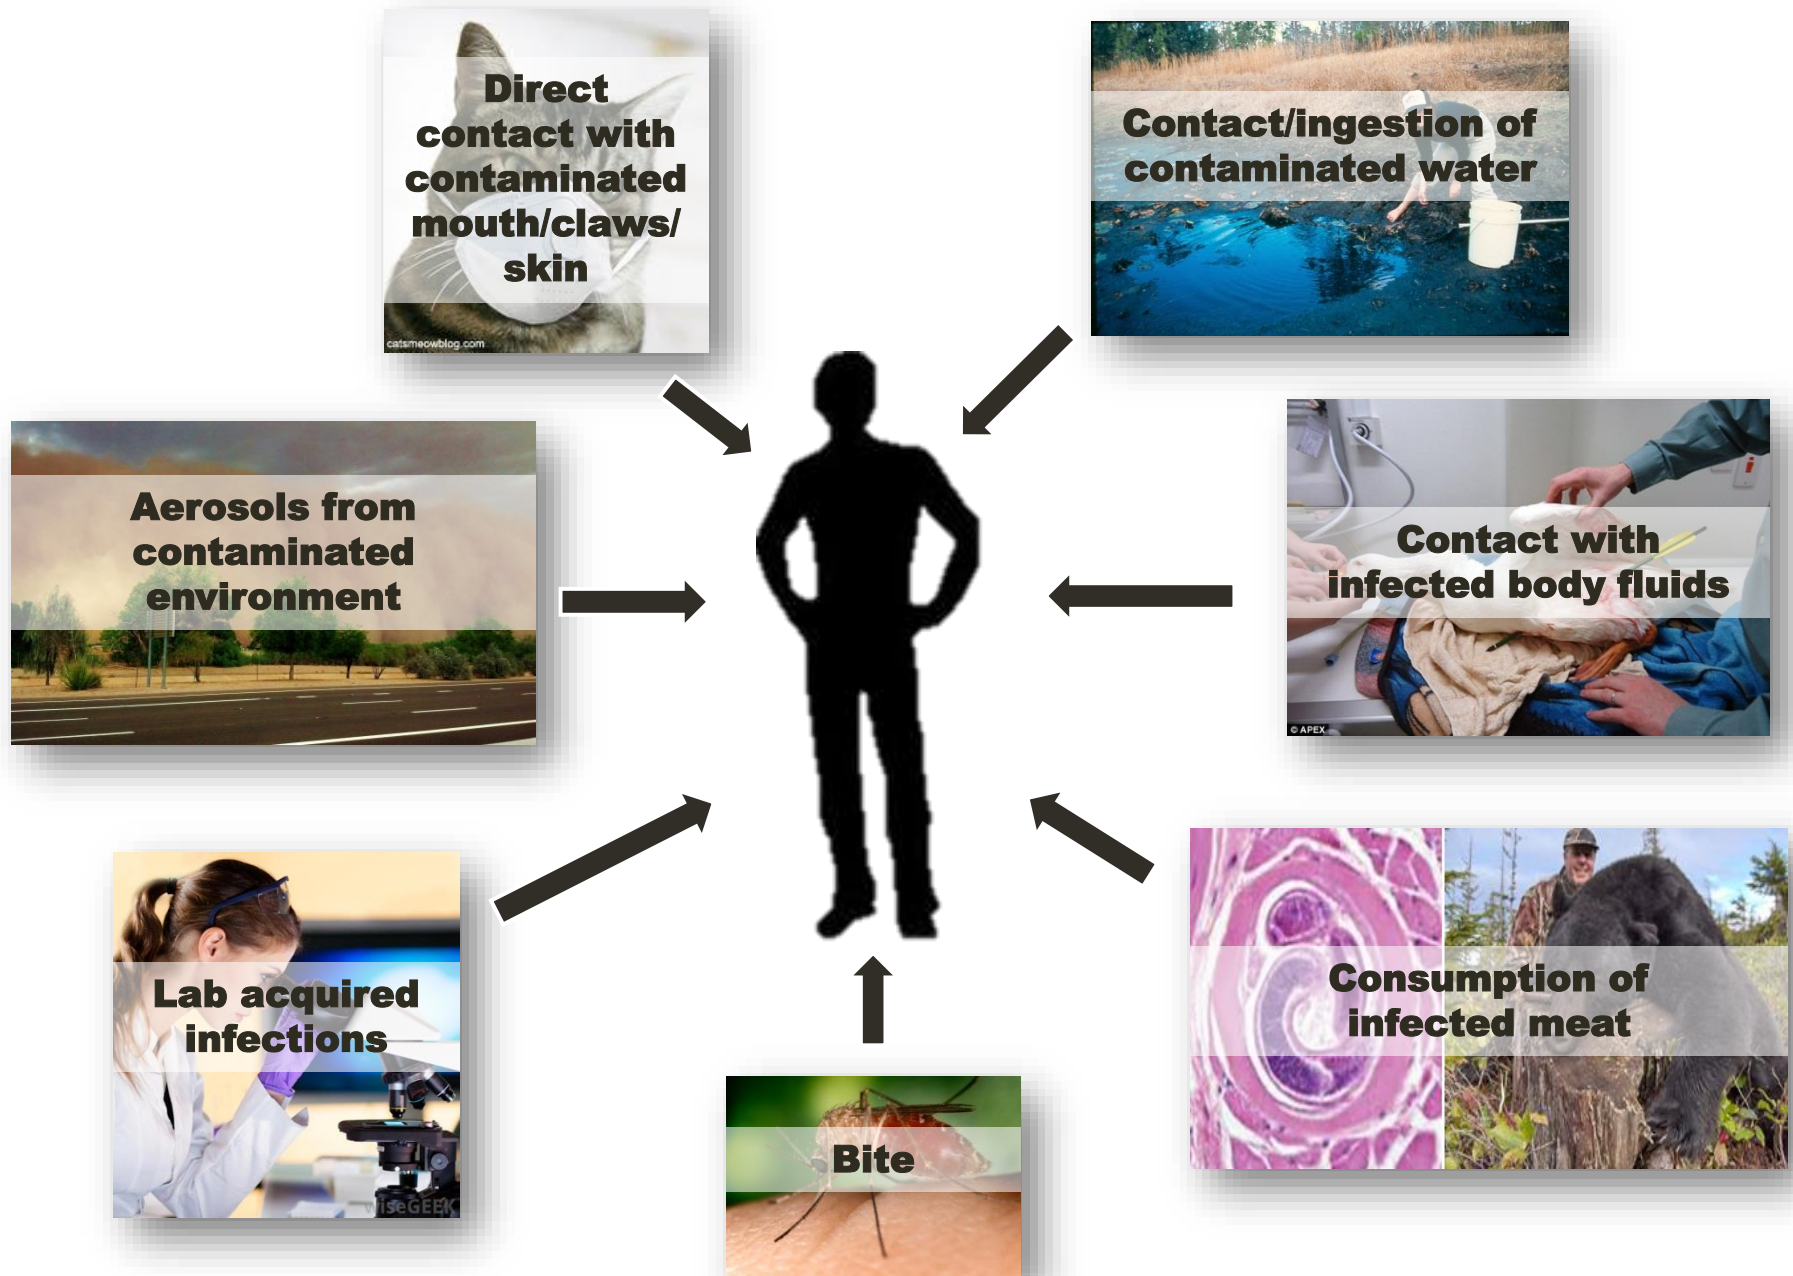 Direct
contact with
contaminated
mouth/claws/
skin
catsmeowblog.com
Contact/ingestion of
contaminated water
Aerosols from
contaminated
environment
Contact with
infected body fluids
© APEX
Lab acquired
infections
wiseGEEK
Consumption of
infected meat
Bite